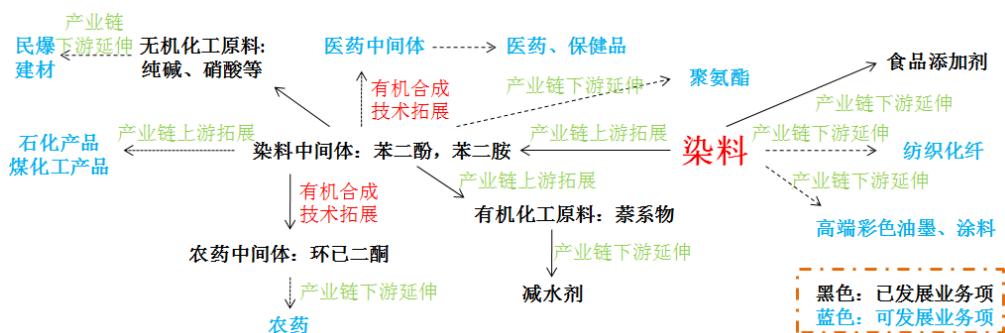 产业链
下游延伸
民爆
建材
无机化工原料:
纯碱、硝酸等
医药中间体
医药、保健品
食品添加剂
有机合成
技术拓展
产业链下游延伸
聚氨酯
产业链下游延伸
石化产品
煤化工产品
产业链上游拓展
染料中间体：苯二酚，苯二胺
产业链上游拓展
染料
产业链下游延伸
纺织化纤
有机合成
技术拓展
产业链上游拓展
产业链下游延伸
有机化工原料：萘系物
高端彩色油墨、涂料
农药中间体：环已二酮
产业链下游延伸
产业链下游延伸
减水剂
农药
黑色：已发展业务项
蓝色：可发展业务项